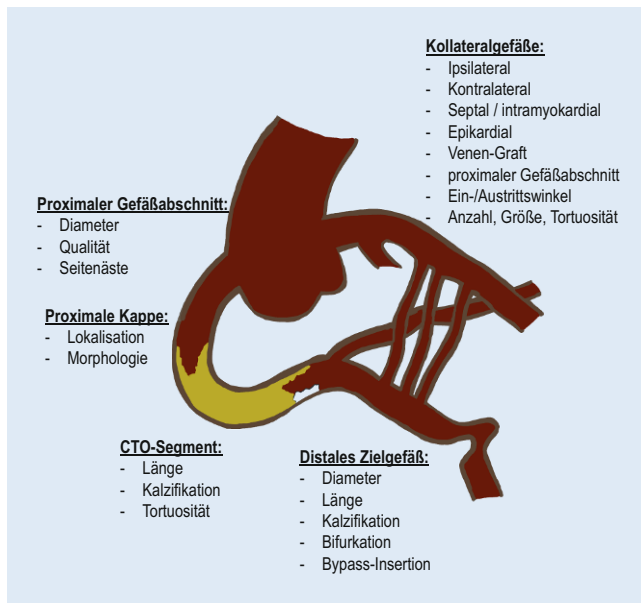 Kollateralgefäße:
- Ipsilateral
- Kontralateral
- Septal / intramyokardial
- Epikardial
- Venen-Graft
- proximaler Gefäßabschnitt
- Ein-/Austrittswinkel
- Anzahl, Größe, Tortuosität
Proximaler Gefäßabschnitt:
- Diameter
- Qualität
- Seitenäste
Proximale Kappe:
- Lokalisation
- Morphologie
CTO-Segment:
- Länge
- Kalzifikation
- Tortuosität
Distales Zielgefäß:
- Diameter
- Länge
- Kalzifikation
- Bifurkation
- Bypass-Insertion